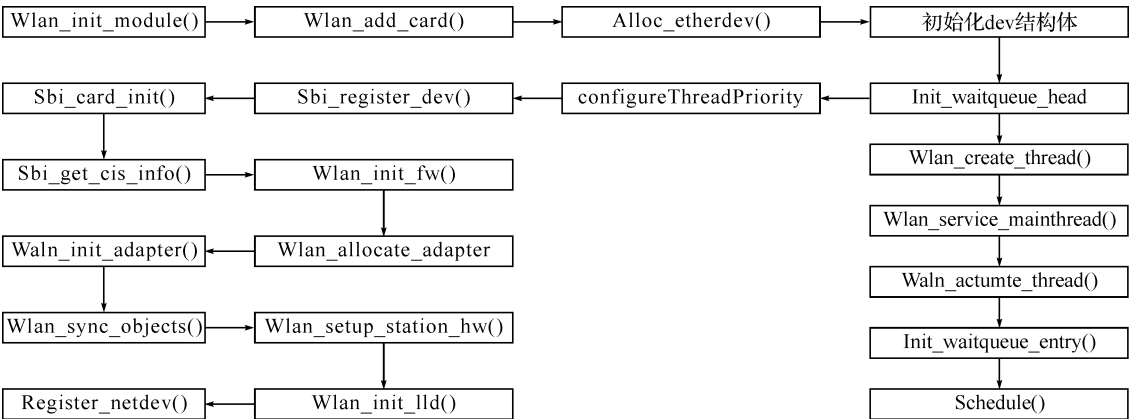 Wlan_init_module()
Wlan_add_card()
Alloc_etherdev()
初始化dev结构体
Sbi_card_init()
Sbi_register_dev()
configureThreadPriority
Init_waitqueue_head
Wlan_create_thread()
Sbi_get_cis_info()
Wlan_init_fw()
Wlan_service_mainthread()
Waln_init_adapter()
Wlan_allocate_adapter
Waln_actumte_thread()
Wlan_sync_objects()
Wlan_setup_station_hw()
Init_waitqueue_entry()
Register_netdev()
Wlan_init_lld()
Schedule()